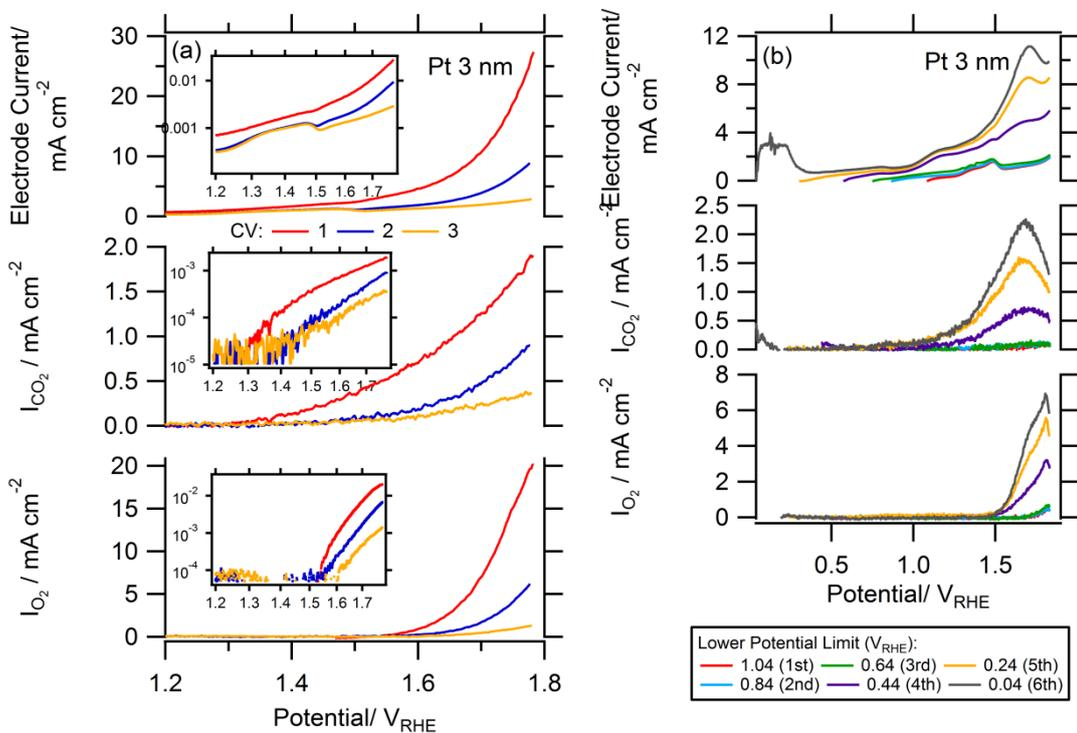 Electrode Current/
mA cm-2
30
25
20
15
10
5
0
(a)
Pt 3 nm
0.01
0.001
1.2 1.3 1.4 1.5 1.6 1.7
CV: 1 2 3
ICO2 / mA cm-2
2.0
1.5
1.0
0.5
0.0
10-3
10-4
10-5
1.2 1.3 1.4 1.5 1.6 1.7
IO2 / mA cm-2
20
15
10
5
0
10-2
10-3
10-4
1.2 1.3 1.4 1.5 1.6 1.7
1.2 1.4 1.6 1.8
Potential/ VRHE
Electrode Current/
mA cm-2
12
8
4
0
(b)
Pt 3 nm
ICO2 / mA cm-2
2.5
2.0
1.5
1.0
0.5
0.0
IO2 / mA cm-2
8
6
4
2
0
0.5 1.0 1.5
Potential/ VRHE
Lower Potential Limit (VRHE):
1.04 (1st) 0.64 (3rd) 0.24 (5th)
0.84 (2nd) 0.44 (4th) 0.04 (6th)